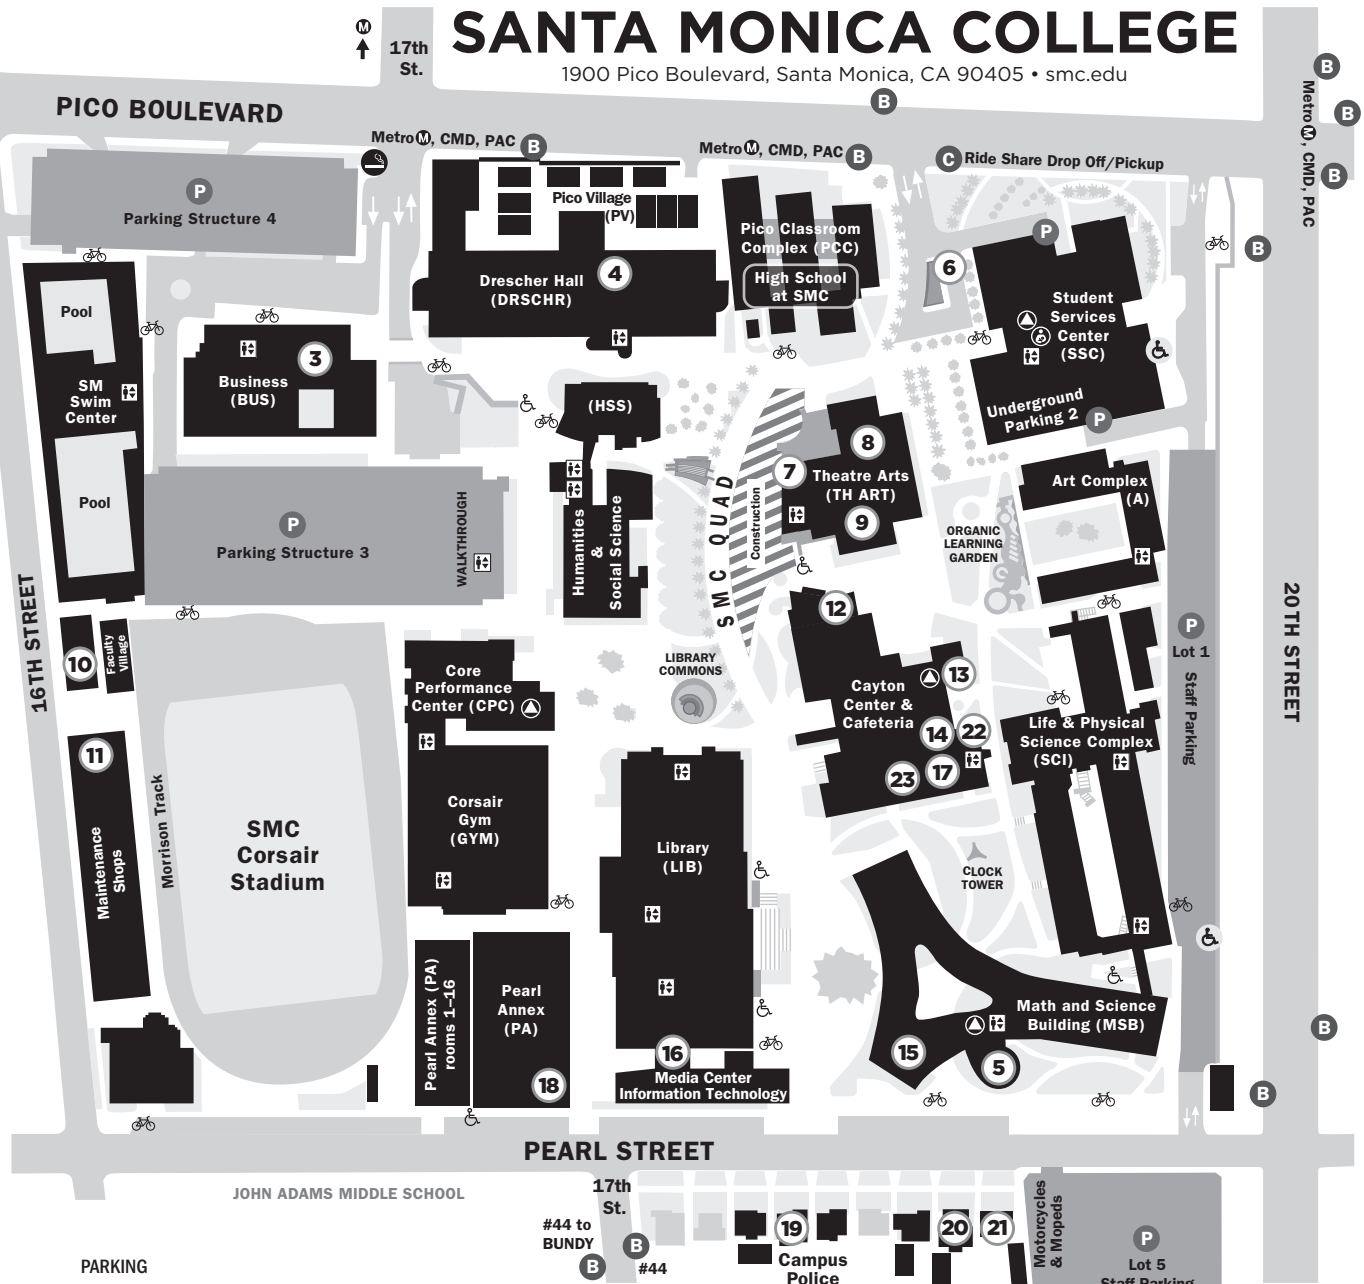 SANTA MONICA COLLEGE
1900 Pico Boulevard, Santa Monica, CA 90405 • smc.edu
M
17th
St.
B
B
B
B
Metro M, CMD, PAC
PICO BOULEVARD
Metro M, CMD, PAC B
Metro M, CMD, PAC B
C Ride Share Drop Off/Pickup
P
Parking Structure 4
Pico Village
(PV)
Pico Classroom
Complex (PCC)
High School
at SMC
P
B
6
Drescher Hall
(DRSCHR)
4
Student
Services
Center
(SSC)
Underground
Parking 2
P
Pool
SM
Swim
Center
Pool
3
Business
(BUS)
(HSS)
Humanities
&
Social Science
SMC QUAD
Construction
7
8
Theatre Arts
(TH ART)
9
Art Complex
(A)
ORGANIC
LEARNING
GARDEN
P
Parking Structure 3
WALKTHROUGH
16TH STREET
20TH STREET
10
Faculty
Village
11
Maintenance
Shops
Morrison Track
SMC
Corsair
Stadium
Core
Performance
Center (CPC)
Corsair
Gym
(GYM)
LIBRARY
COMMONS
12
13
Cayton
Center &
Cafeteria
14
22
23
17
P
Lot 1
Staff Parking
Life & Physical
Science Complex
(SCI)
Library
(LIB)
CLOCK
TOWER
Pearl Annex (PA)
rooms 1–16
Pearl
Annex
(PA)
18
16
Media Center
Information Technology
Math and Science
Building (MSB)
15
5
B
B
PEARL STREET
JOHN ADAMS MIDDLE SCHOOL
17th
St.
#44 to
BUNDY
B
B
#44
19
Campus
Police
20
21
Motorcycles
& Mopeds
P
Lot 5
Staff Parking
PARKING